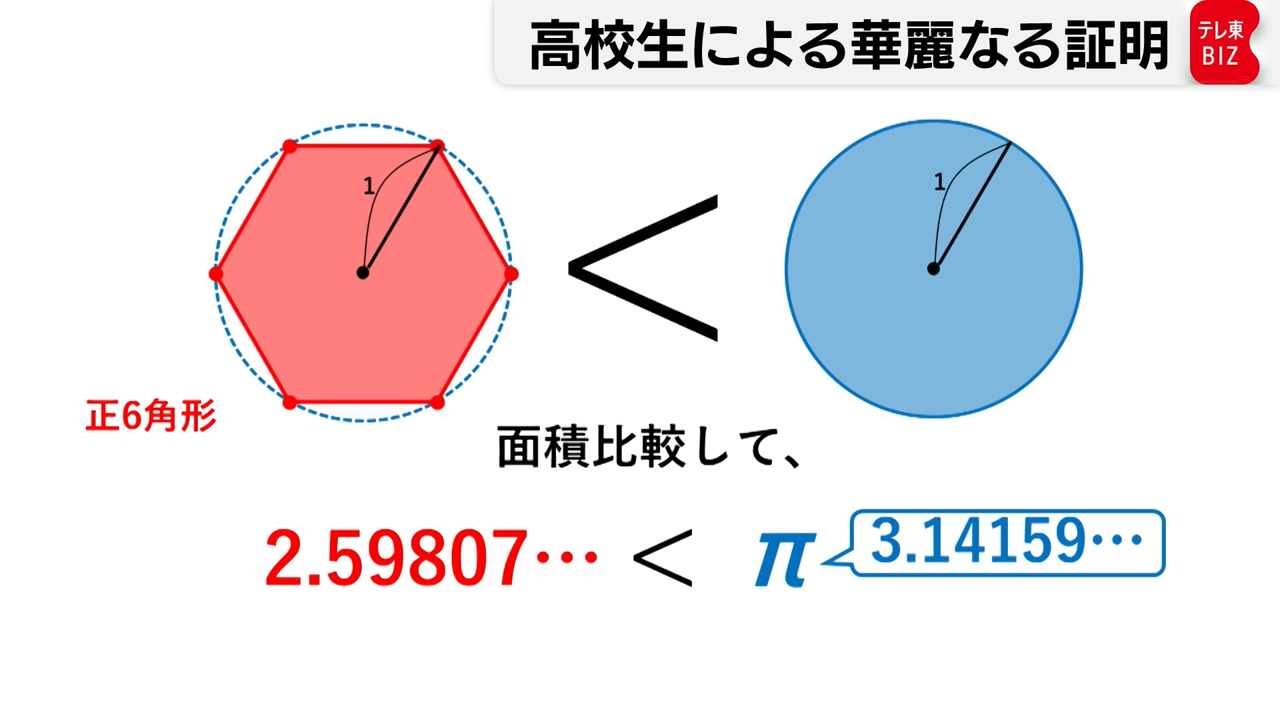 高校生による華麗なる証明
テレ東
BIZ
1
1
正6角形
面積比較して、
2.59807… < π 3.14159…